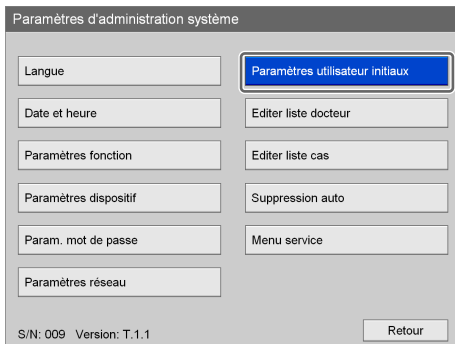 Paramètres d'administration système
Langue
Paramètres utilisateur initiaux
Date et heure
Editer liste docteur
Paramètres fonction
Editer liste cas
Paramètres dispositif
Suppression auto
Param. mot de passe
Menu service
Paramètres réseau
S/N: 009 Version: T.1.1
Retour